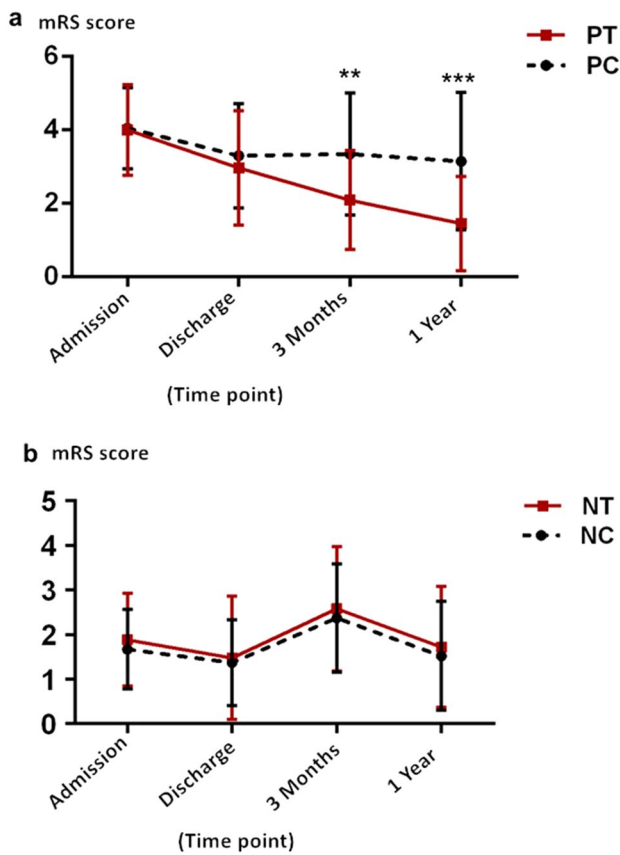 a mRS score
PT
PC
6
**
***
4
2
0
Admission
Discharge
3 Months
1 Year
(Time point)
b mRS score
5
NT
NC
4
3
2
1
0
Admission
Discharge
3 Months
1 Year
(Time point)